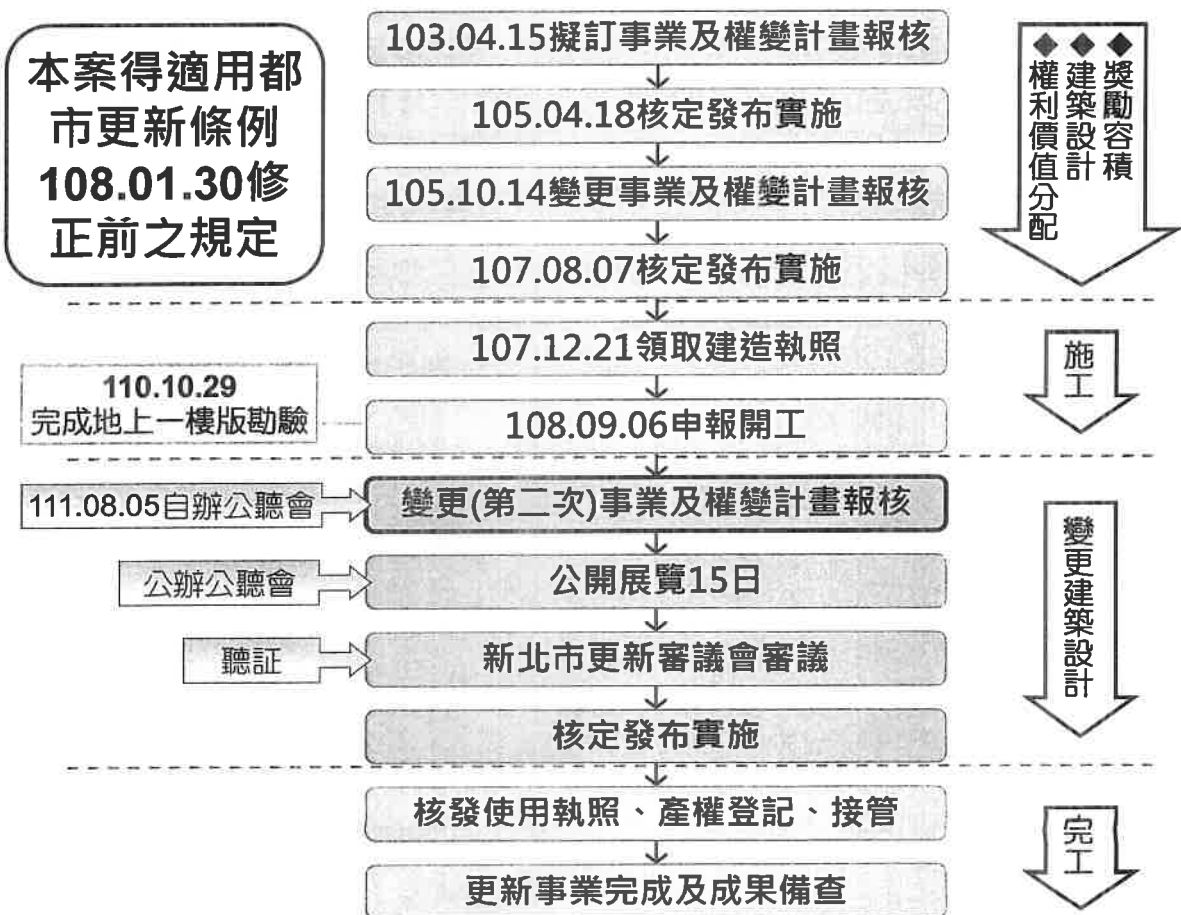 本案得適用都
市更新條例
108.01.30修
正前之規定
103.04.15擬訂事業及權變計畫報核
105.04.18核定發布實施
105.10.14變更事業及權變計畫報核
107.08.07核定發布實施
◆獎勵容積
◆建築設計
◆權利價值分配
107.12.21領取建造執照
110.10.29
完成地上一樓版勘驗
108.09.06申報開工
施工
111.08.05自辦公聽會
變更(第二次)事業及權變計畫報核
公辦公聽會
公開展覽15日
聽証
新北市更新審議會審議
核定發布實施
變更建築設計
核發使用執照、產權登記、接管
更新事業完成及成果備查
完工